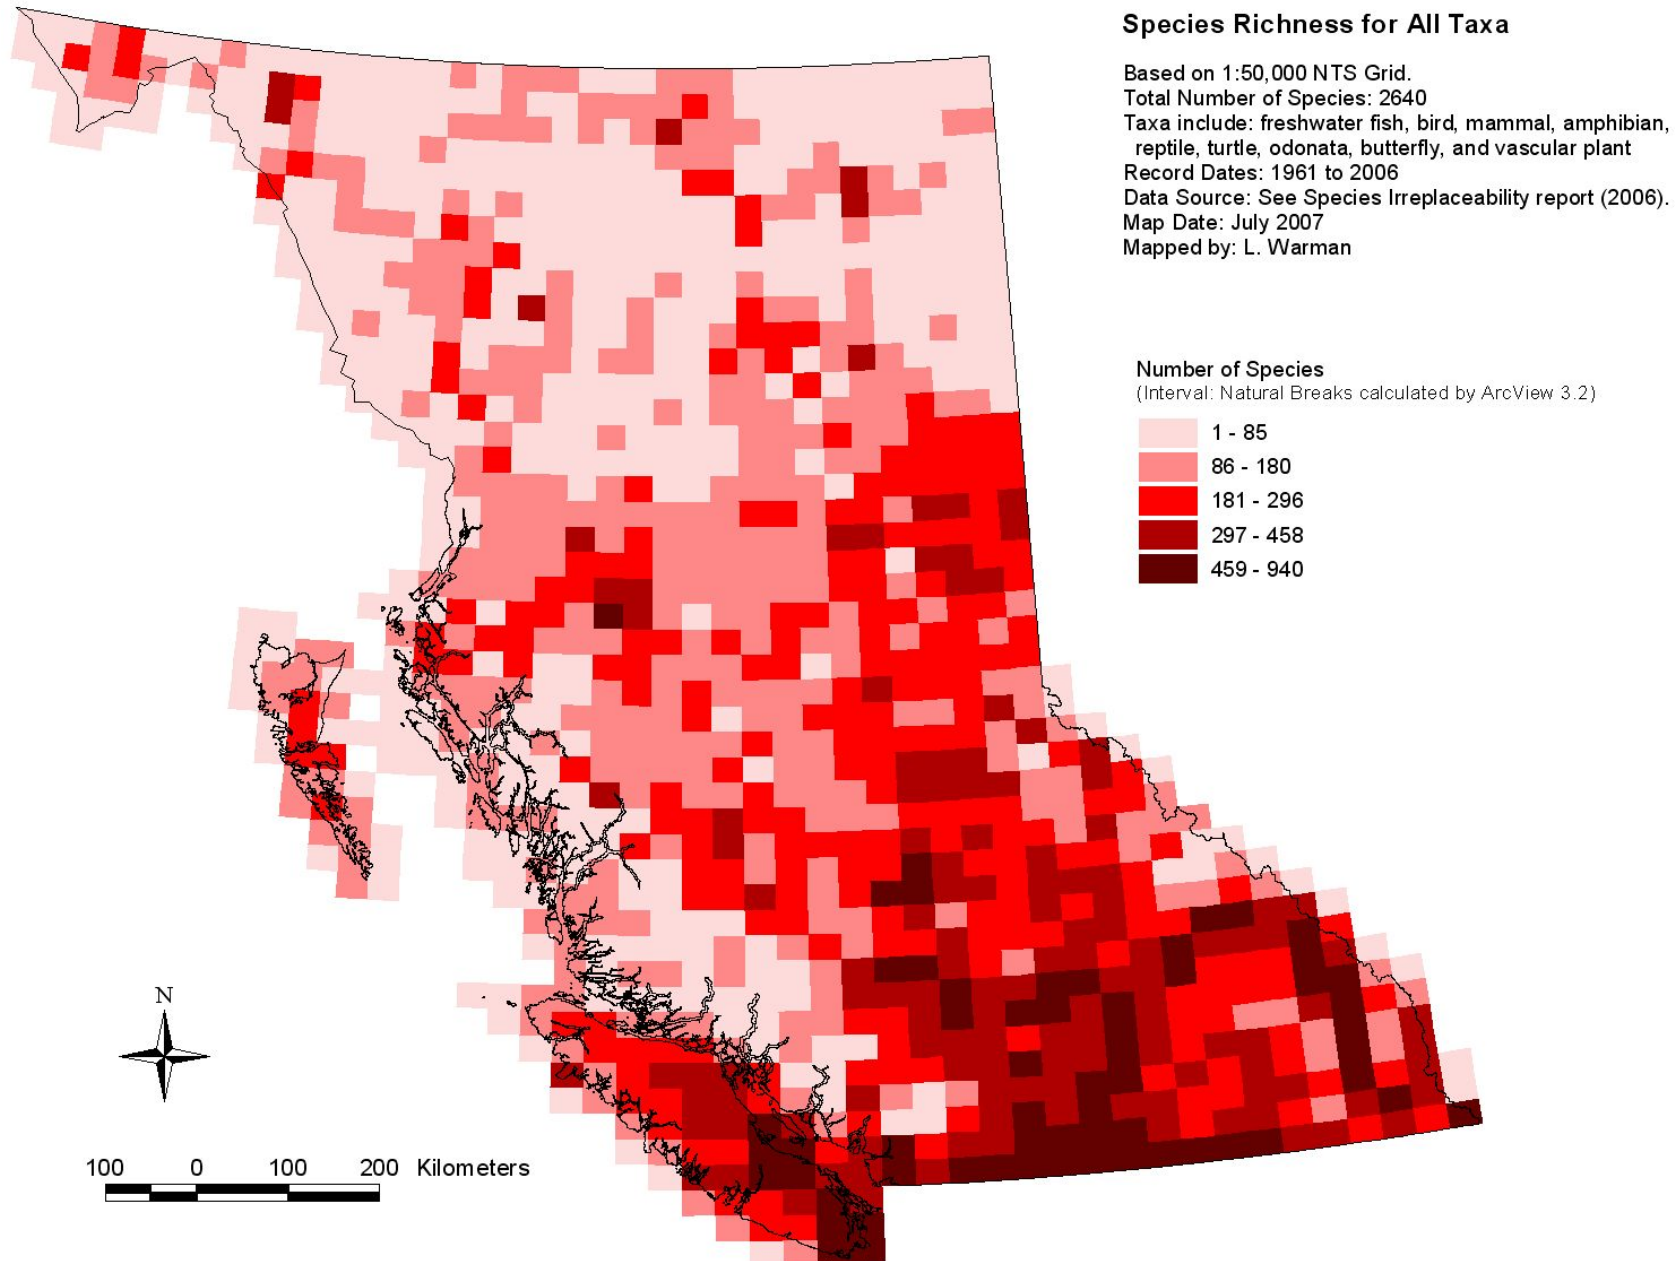 Species Richness for All Taxa
Based on 1:50,000 NTS Grid.
Total Number of Species: 2640
Taxa include: freshwater fish, bird, mammal, amphibian,
reptile, turtle, odonata, butterfly, and vascular plant
Record Dates: 1961 to 2006
Data Source: See Species Irreplaceability report (2006).
Map Date: July 2007
Mapped by: L. Warman
Number of Species
(Interval: Natural Breaks calculated by ArcView 3.2)
1 - 85
86 - 180
181 - 296
297 - 458
459 - 940
N
100 0 100 200 Kilometers